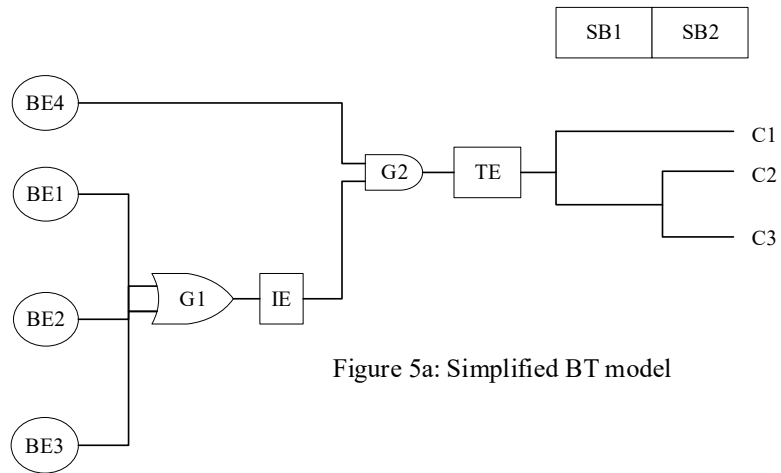 SB1 SB2
BE4
C1
G2 TE C2
BE1
C3
G1 IE
BE2
Figure 5a: Simplified BT model
BE3